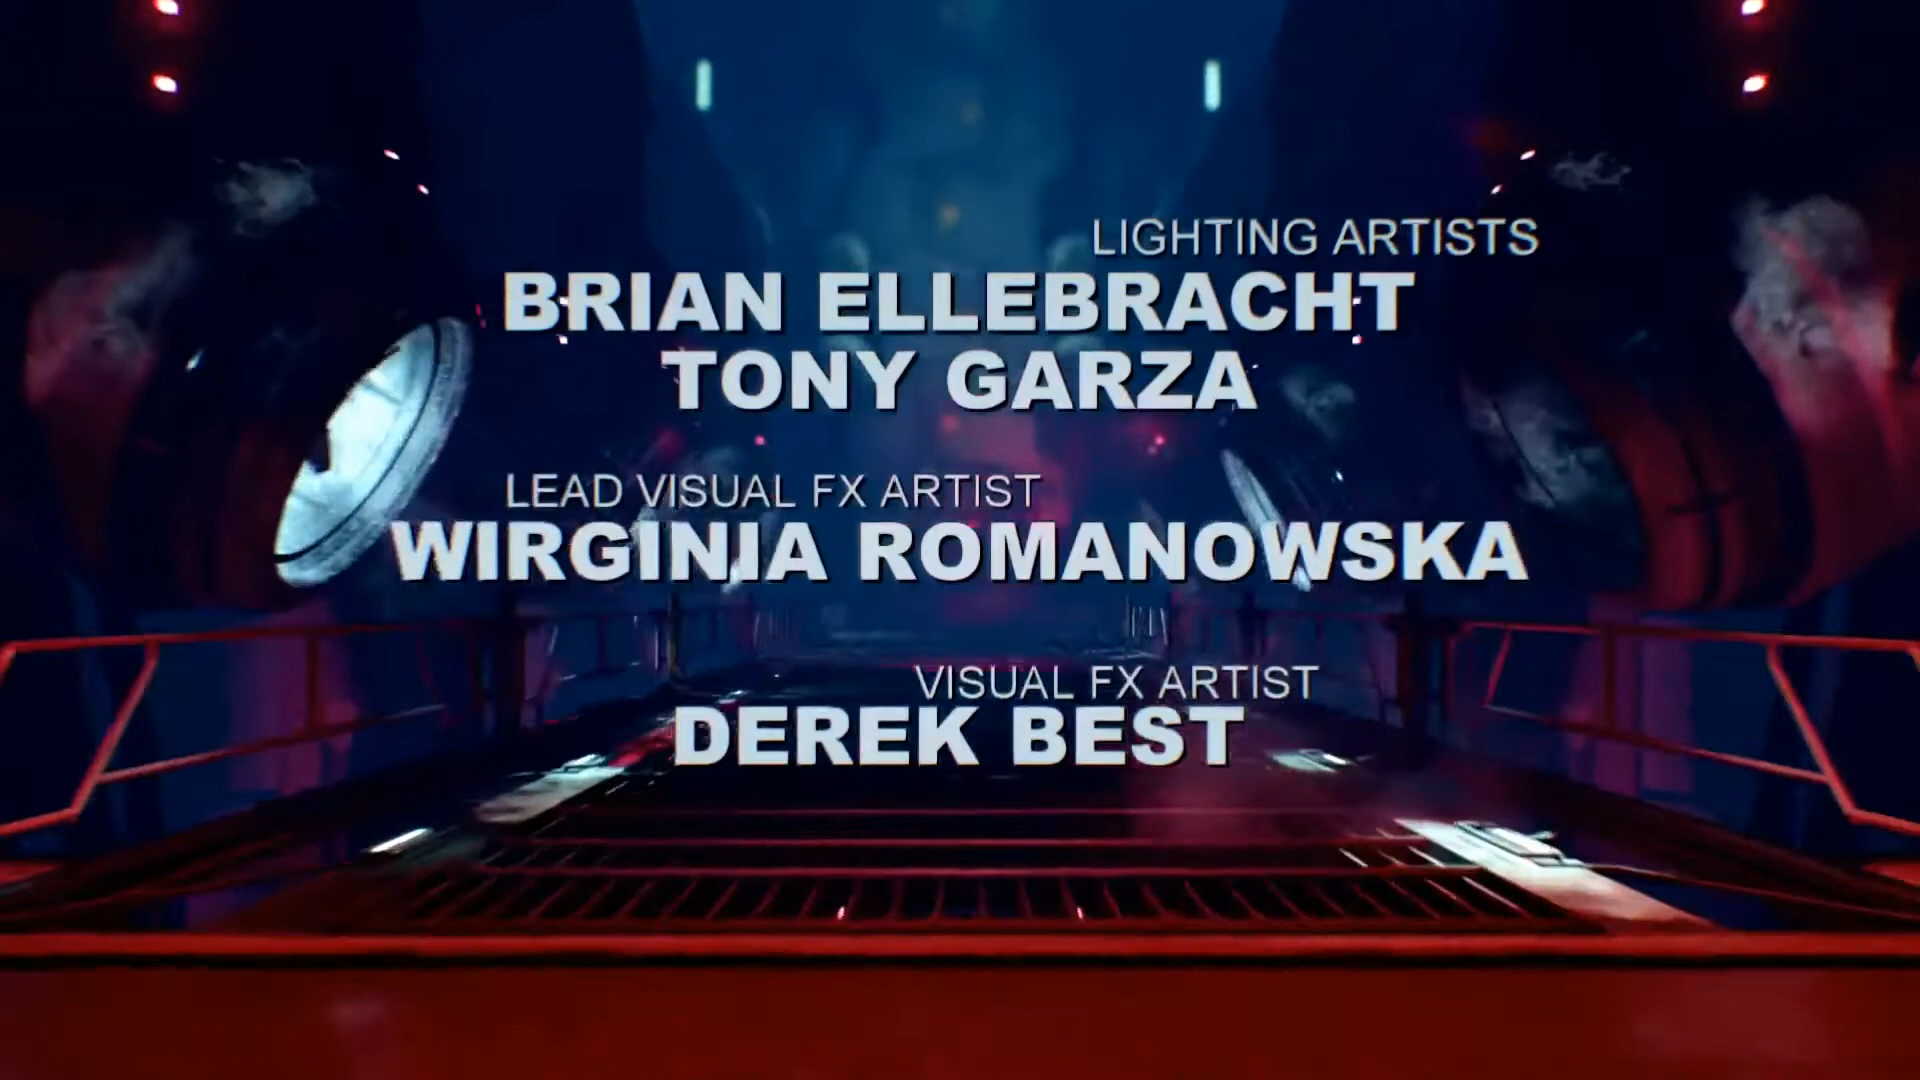 LIGHTING ARTISTS
BRIAN ELLEBRACHT
TONY GARZA
LEAD VISUAL FX ARTIST
WIRGINIA ROMANOWSKA
VISUAL FX ARTIST
DEREK BEST